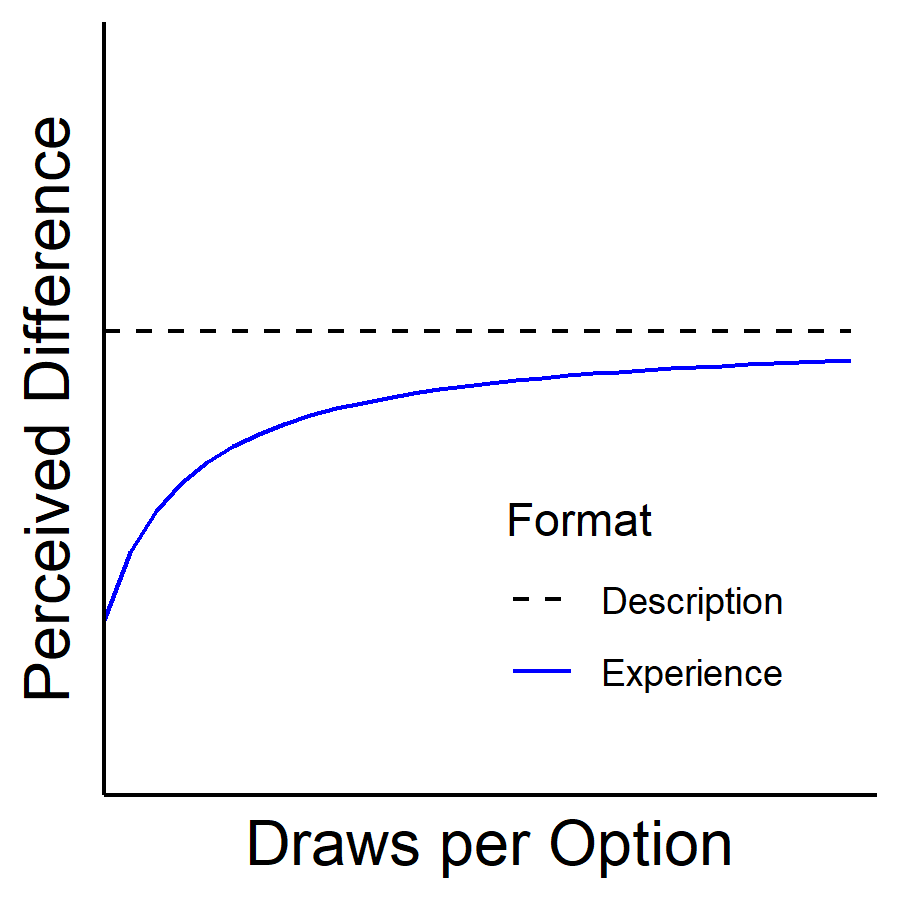 Perceived Difference
Format
Description
Experience
Draws per Option